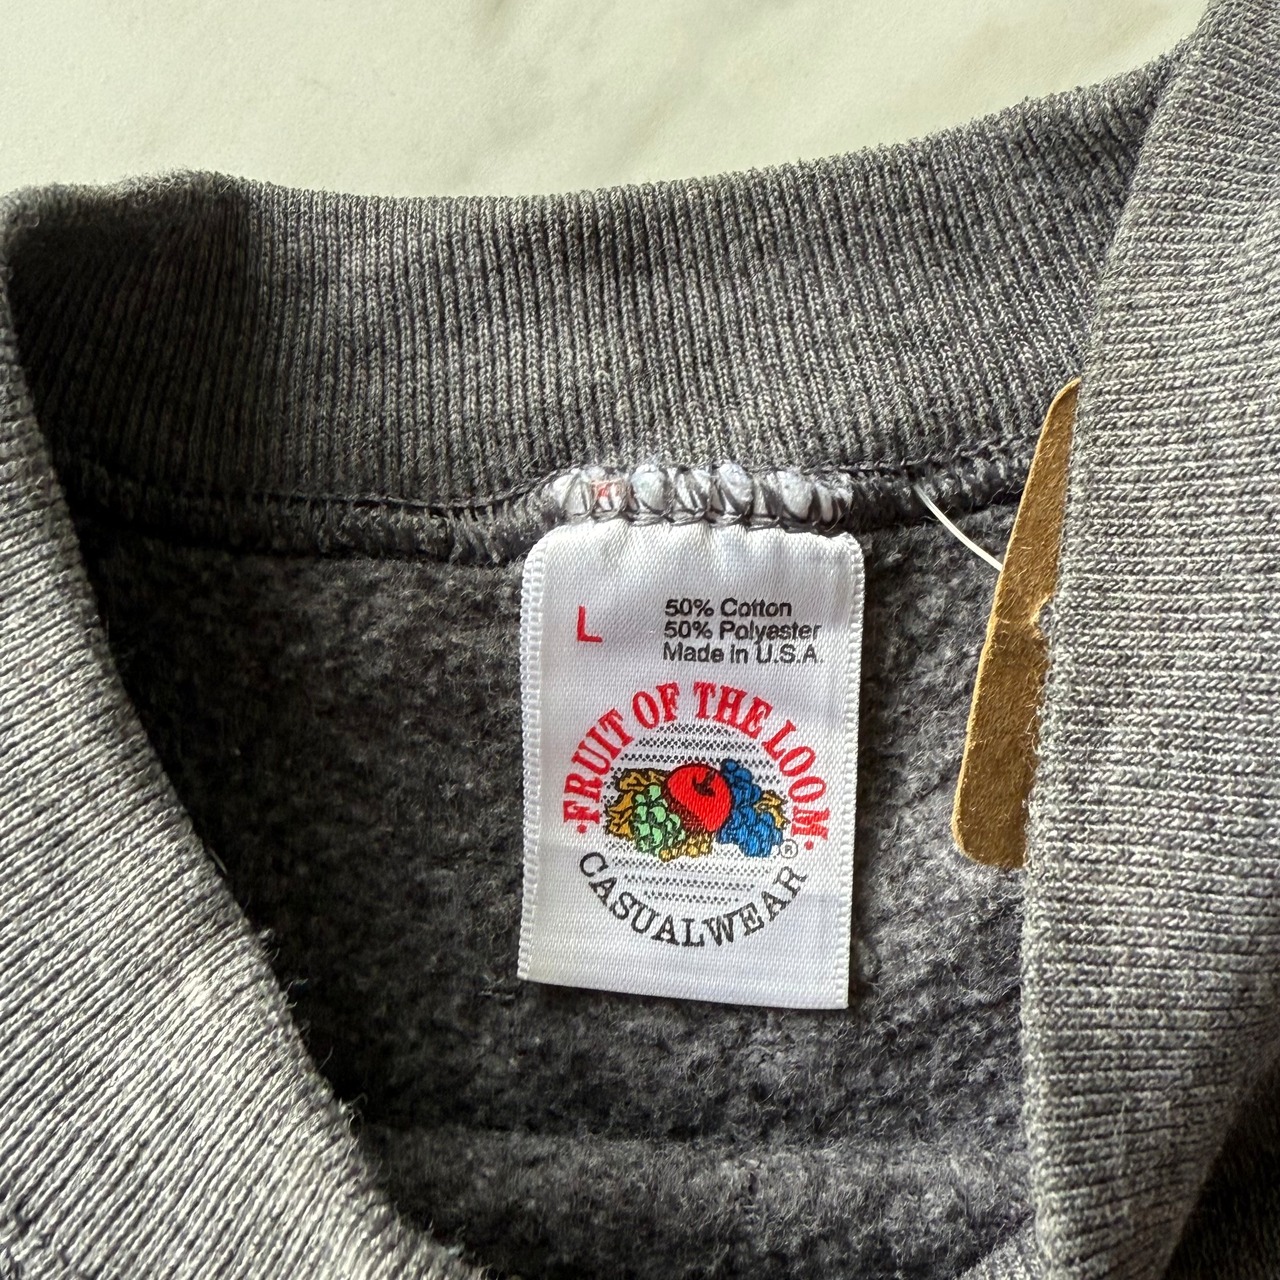 L
50% Cotton
50% Polyester
Made in U.S.A.
·FRUIT OF THE LOOM·
®
CASUALWEAR